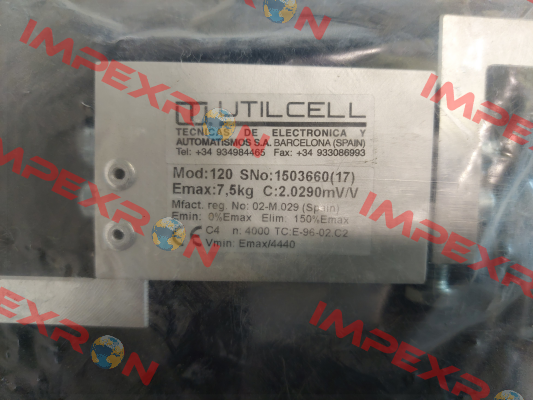 UTILCELL
TECNICAS DE ELECTRONICA Y
AUTOMATISMOS S.A. BARCELONA (SPAIN)
Tel: +34 934984465 Fax: +34 933086993
Mod:120 SNo:1503660(17)
Emax:7,5kg C:2.0290mV/V
Mfact. reg. No: 02-M.029 (Spain)
Emin: 0%Emax Elim: 150%Emax
CE C4 n: 4000 TC:E-96-02.C2
Vmin: Emax/4440
IMPEXRON
IMPEXRON
IMPEXRON
IMPEXRON